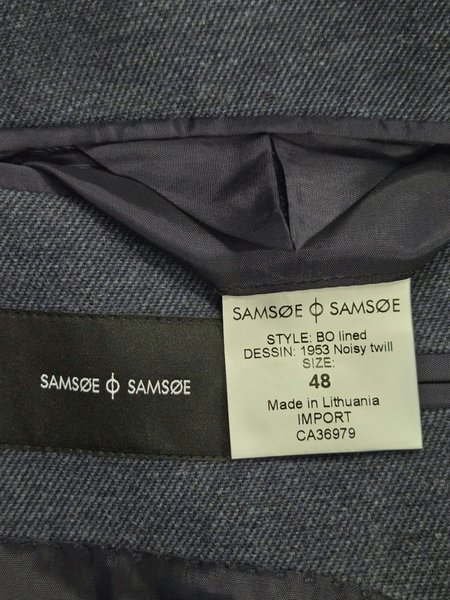 SAMSØE ϕ SAMSØE
STYLE: BO lined
DESSIN: 1953 Noisy twill
SIZE:
48
Made in Lithuania
IMPORT
CA36979
SAMSØE ϕ SAMSØE